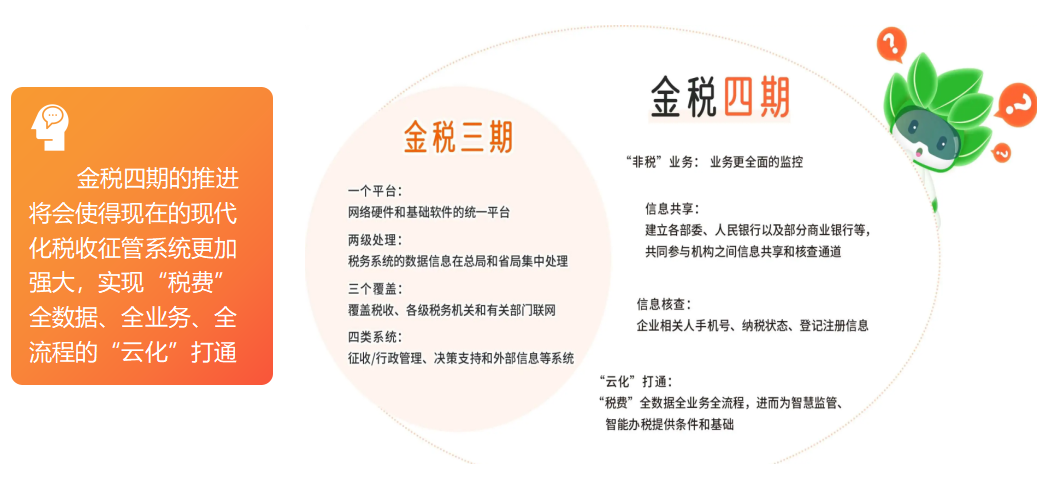 金税四期的推进
将会使得现在的现代
化税收征管系统更加
强大，实现“税费”
全数据、全业务、全
流程的“云化”打通
金税三期
一个平台：
网络硬件和基础软件的统一平台
两级处理：
税务系统的数据信息在总局和省局集中处理
三个覆盖：
覆盖税收、各级税务机关和有关部门联网
四类系统：
征收/行政管理、决策支持和外部信息等系统
金税四期
“非税”业务： 业务更全面的监控
信息共享：
建立各部委、人民银行以及部分商业银行等，
共同参与机构之间信息共享和核查通道
信息核查：
企业相关人手机号、纳税状态、登记注册信息
“云化”打通：
“税费”全数据全业务全流程，进而为智慧监管、
智能办税提供条件和基础
?
?
?